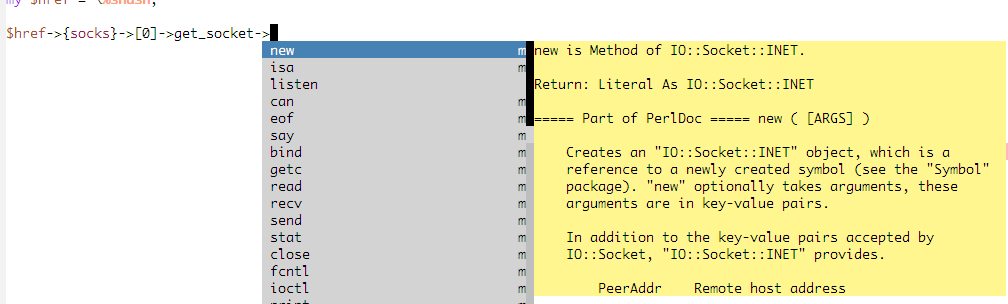 my $href = \%hash;
$href->{socks}->[0]->get_socket->
new m
isa m
listen
can m
eof m
say m
bind m
getc m
read m
recv m
send m
stat m
close m
fcntl m
ioctl m
new is Method of IO::Socket::INET.
Return: Literal As IO::Socket::INET
===== Part of PerlDoc ===== new ( [ARGS] )
Creates an "IO::Socket::INET" object, which is a
reference to a newly created symbol (see the "Symbol"
package). "new" optionally takes arguments, these
arguments are in key-value pairs.
In addition to the key-value pairs accepted by
IO::Socket, "IO::Socket::INET" provides.
PeerAddr    Remote host address